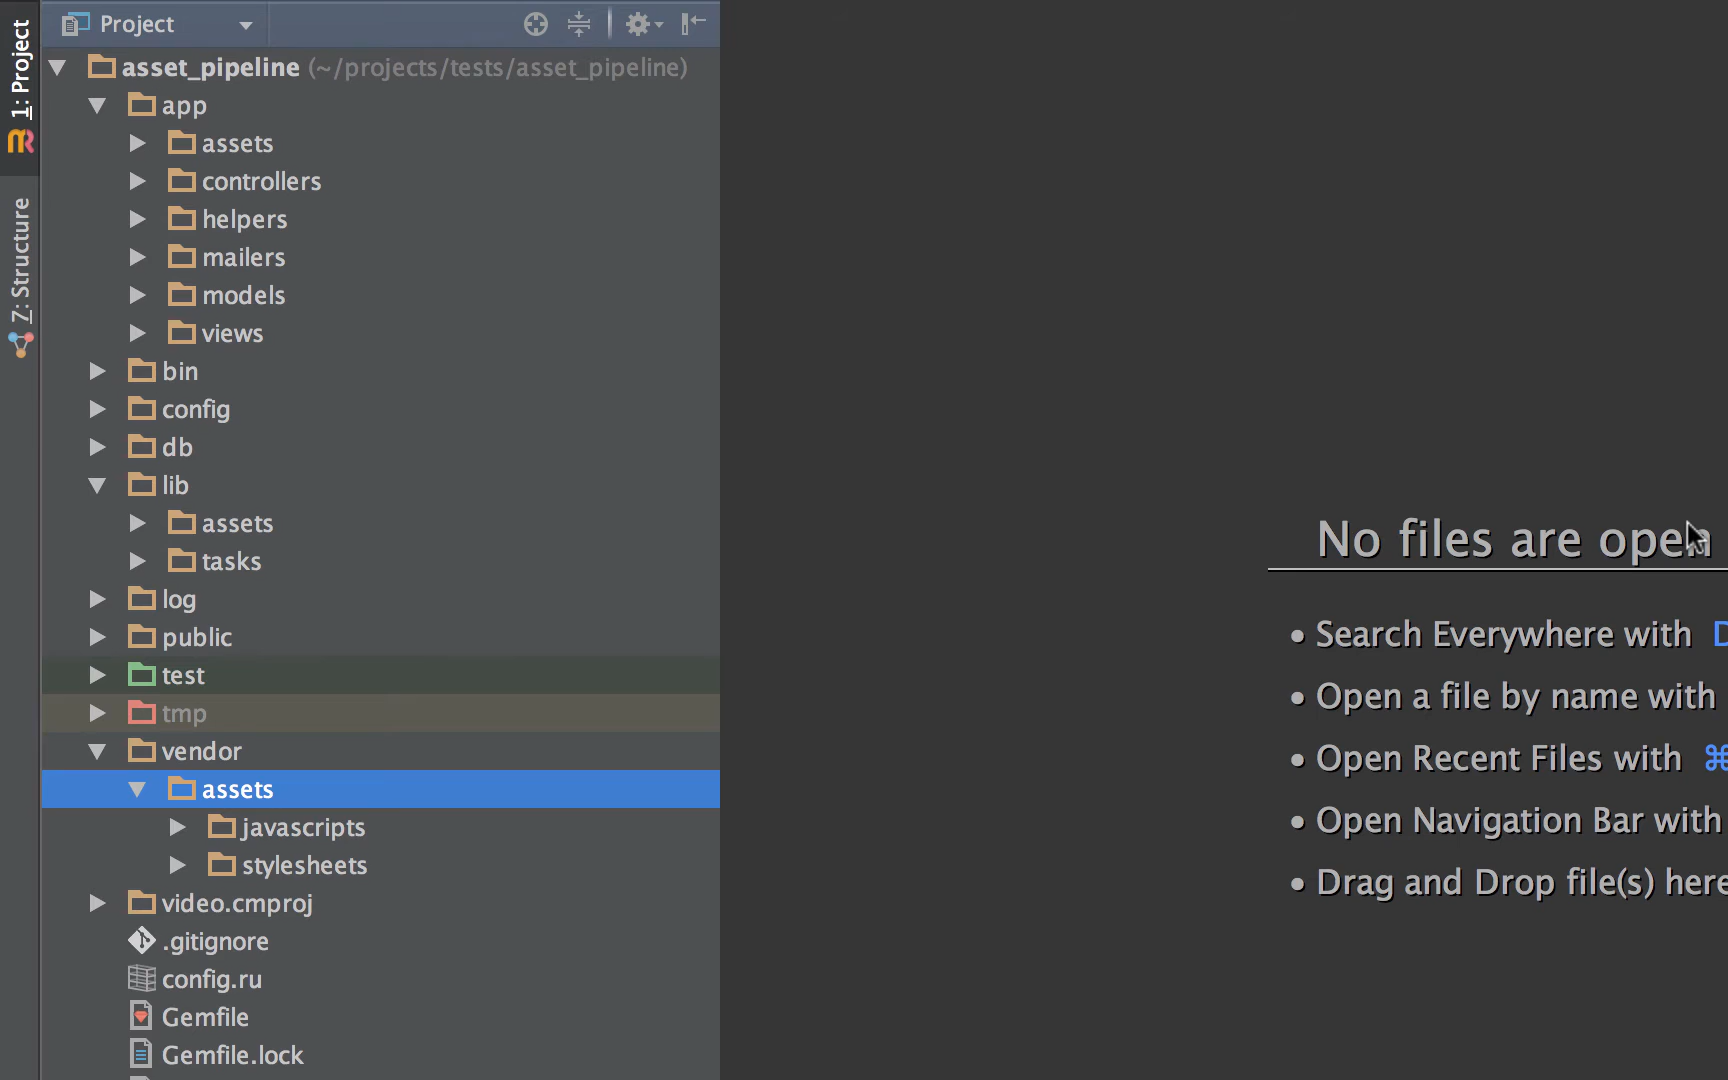 1: Project
7: Structure
Project
asset_pipeline (~/projects/tests/asset_pipeline)
app
assets
controllers
helpers
mailers
models
views
bin
config
db
lib
assets
tasks
log
public
test
tmp
vendor
assets
javascripts
stylesheets
video.cmproj
.gitignore
config.ru
Gemfile
Gemfile.lock
No files are open
• Search Everywhere with D
• Open a file by name with
• Open Recent Files with ⌘
• Open Navigation Bar with
• Drag and Drop file(s) here